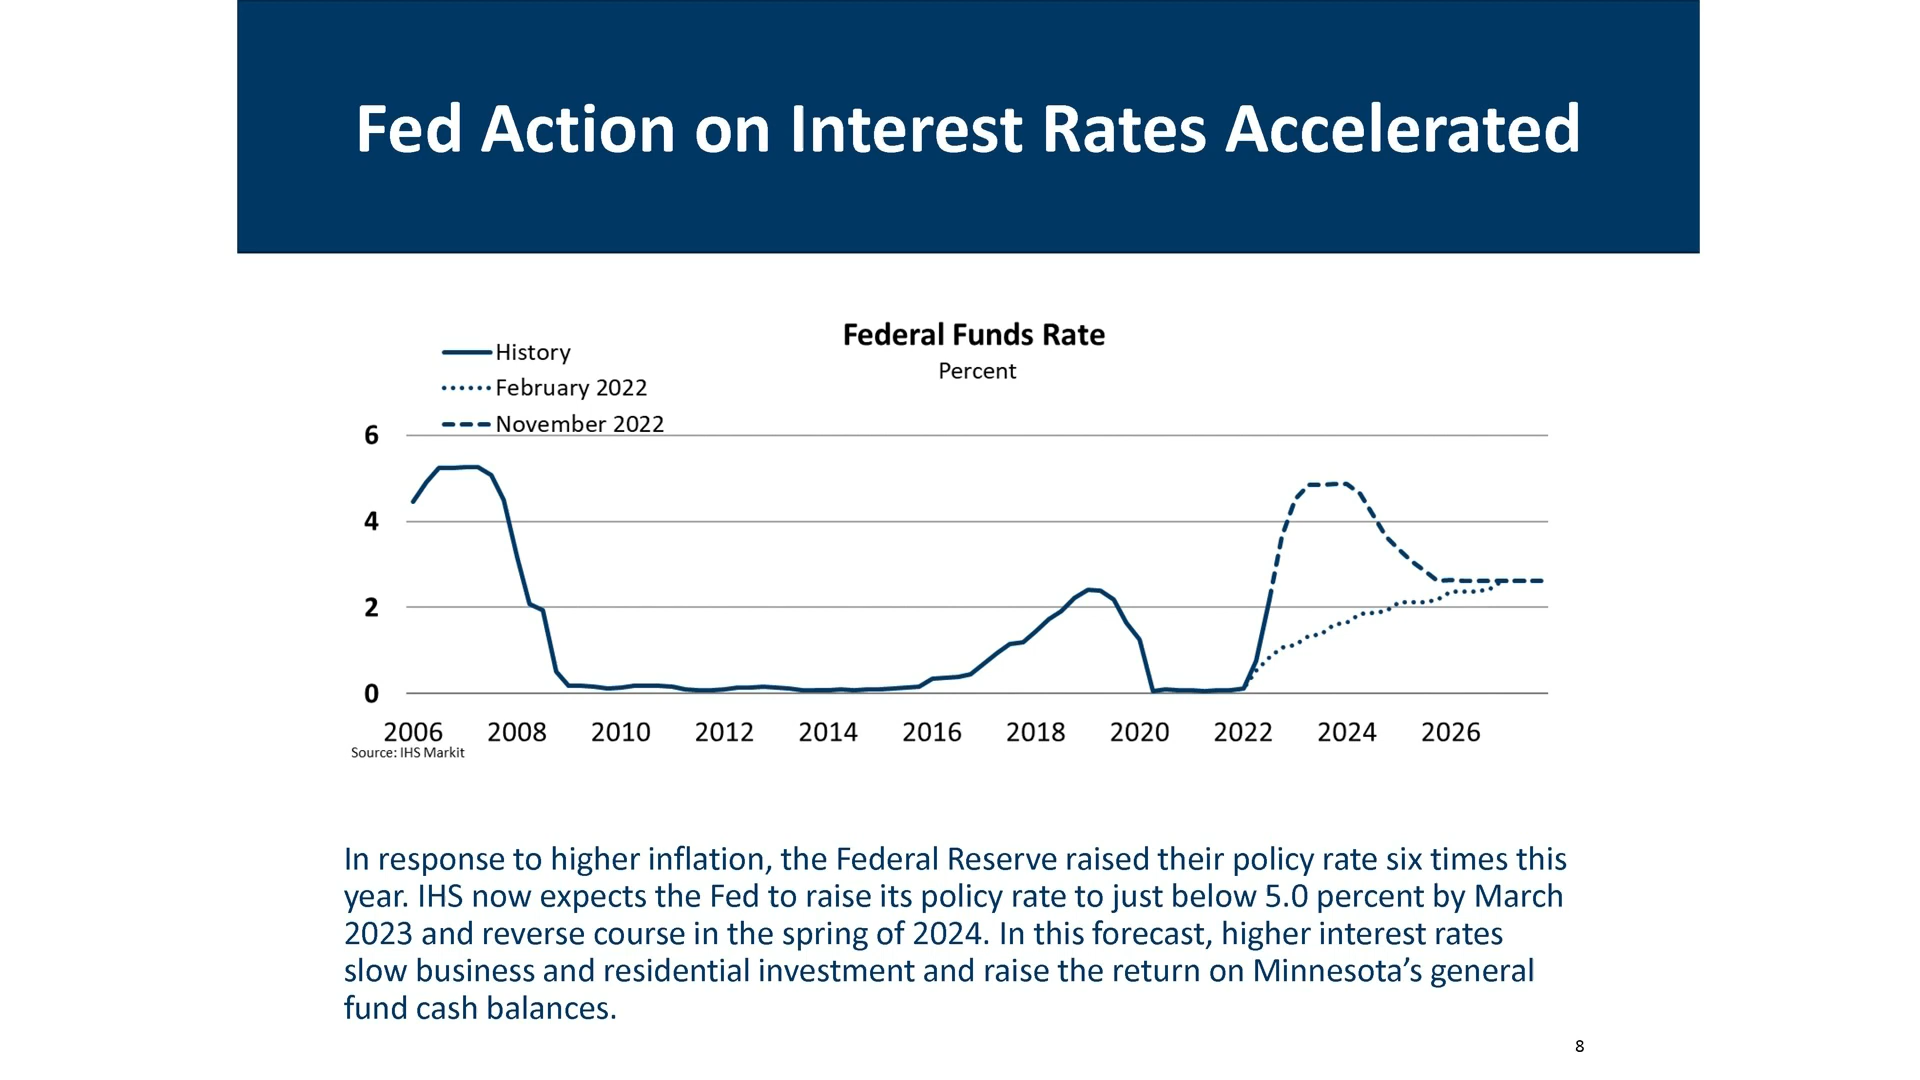 Fed Action on Interest Rates Accelerated
Federal Funds Rate
Percent
History
February 2022
November 2022
6
4
2
0
2006 2008 2010 2012 2014 2016 2018 2020 2022 2024 2026
Source: IHS Markit
In response to higher inflation, the Federal Reserve raised their policy rate six times this
year. IHS now expects the Fed to raise its policy rate to just below 5.0 percent by March
2023 and reverse course in the spring of 2024. In this forecast, higher interest rates
slow business and residential investment and raise the return on Minnesota’s general
fund cash balances.
8